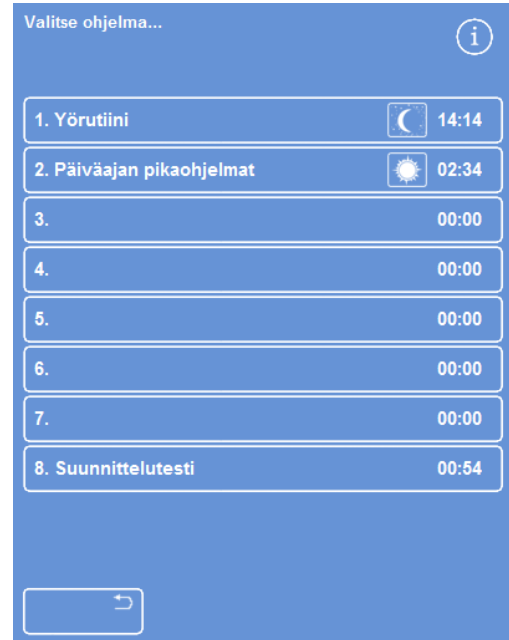 Valitse ohjelma...
i
1. Yörutiini 14:14
2. Päiväajan pikaohjelmat 02:34
3. 00:00
4. 00:00
5. 00:00
6. 00:00
7. 00:00
8. Suunnittelutesti 00:54